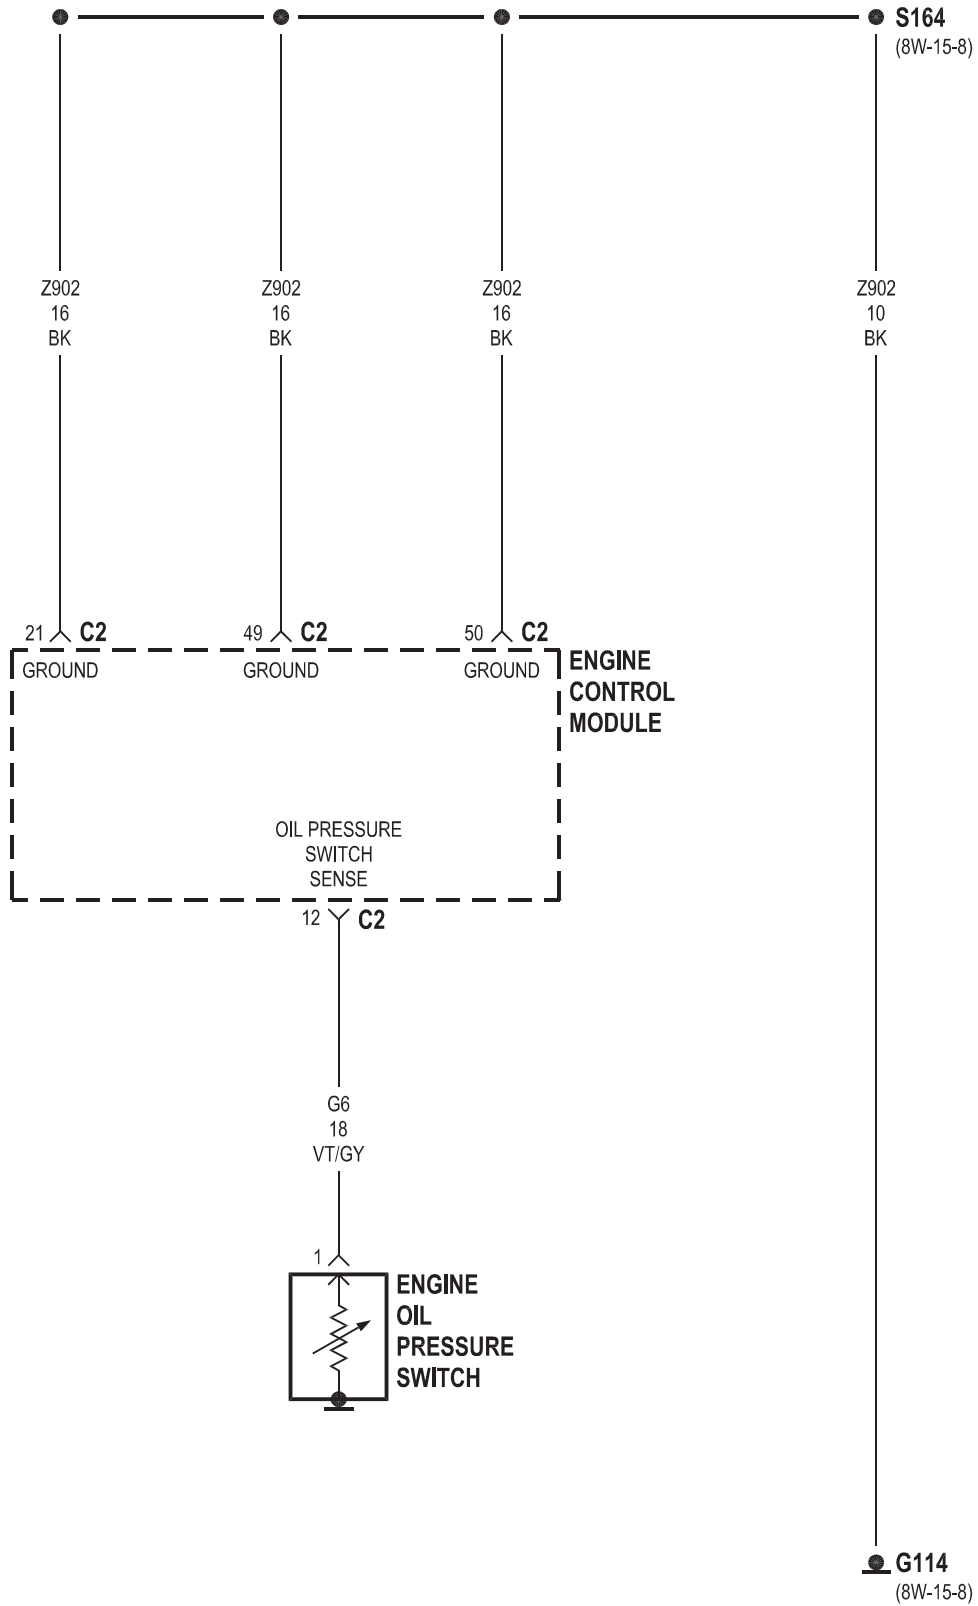 S164
(8W-15-8)
Z902
16
BK
Z902
16
BK
Z902
16
BK
Z902
10
BK
21
C2
49
C2
50
C2
GROUND
GROUND
GROUND
ENGINE
CONTROL
MODULE
OIL PRESSURE
SWITCH
SENSE
12
C2
G6
18
VT/GY
1
ENGINE
OIL
PRESSURE
SWITCH
G114
(8W-15-8)